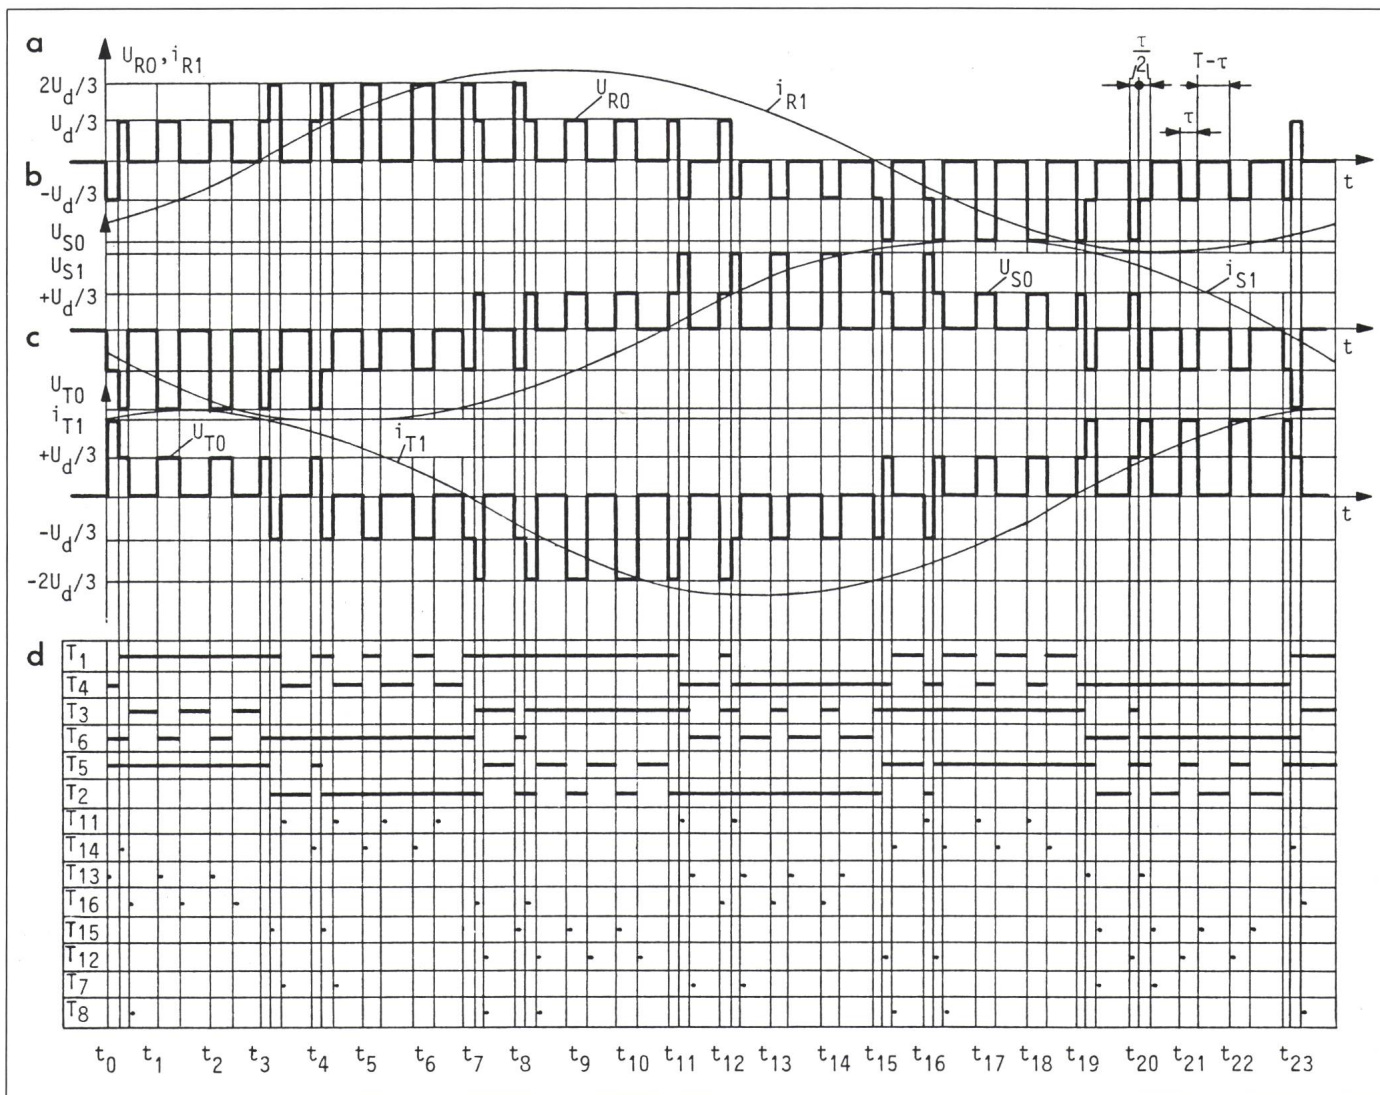 a
U_R0, i_R1
2U_d/3
U_d/3
U_R0
i_R1
τ/2
T-τ
τ
t
b
-U_d/3
U_S0
U_S1
+U_d/3
U_S0
i_S1
t
c
U_T0
i_T1
U_T0
i_T1
+U_d/3
t
-U_d/3
-2U_d/3
d
T_1
T_4
T_3
T_6
T_5
T_2
T_11
T_14
T_13
T_16
T_15
T_12
T_7
T_8
t_0 t_1 t_2 t_3 t_4 t_5 t_6 t_7 t_8 t_9 t_10 t_11 t_12 t_13 t_14 t_15 t_16 t_17 t_18 t_19 t_20 t_21 t_22 t_23